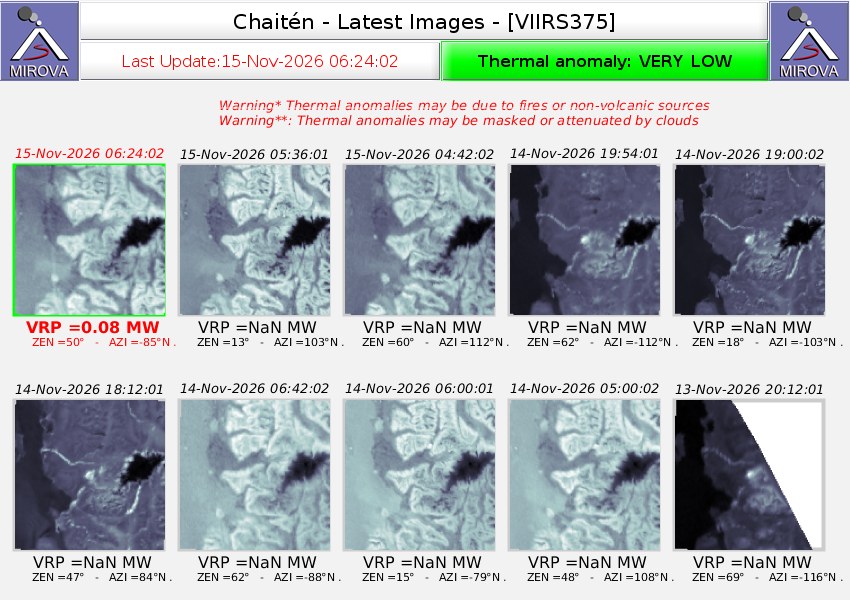 Chaitén - Latest Images - [VIIRS375]
MIROVA
MIROVA
Last Update:15-Nov-2026 06:24:02
Thermal anomaly: VERY LOW
Warning* Thermal anomalies may be due to fires or non-volcanic sources
Warning**: Thermal anomalies may be masked or attenuated by clouds
15-Nov-2026 06:24:02
15-Nov-2026 05:36:01
15-Nov-2026 04:42:02
14-Nov-2026 19:54:01
14-Nov-2026 19:00:02
VRP =0.08 MW
VRP =NaN MW
VRP =NaN MW
VRP =NaN MW
VRP =NaN MW
ZEN =50° - AZI =-85°N .
ZEN =13° - AZI =103°N .
ZEN =60° - AZI =112°N .
ZEN =62° - AZI =-112°N .
ZEN =18° - AZI =-103°N .
14-Nov-2026 18:12:01
14-Nov-2026 06:42:02
14-Nov-2026 06:00:01
14-Nov-2026 05:00:02
13-Nov-2026 20:12:01
VRP =NaN MW
VRP =NaN MW
VRP =NaN MW
VRP =NaN MW
VRP =NaN MW
ZEN =47° - AZI =84°N .
ZEN =62° - AZI =-88°N .
ZEN =15° - AZI =-79°N .
ZEN =48° - AZI =108°N .
ZEN =69° - AZI =-116°N .